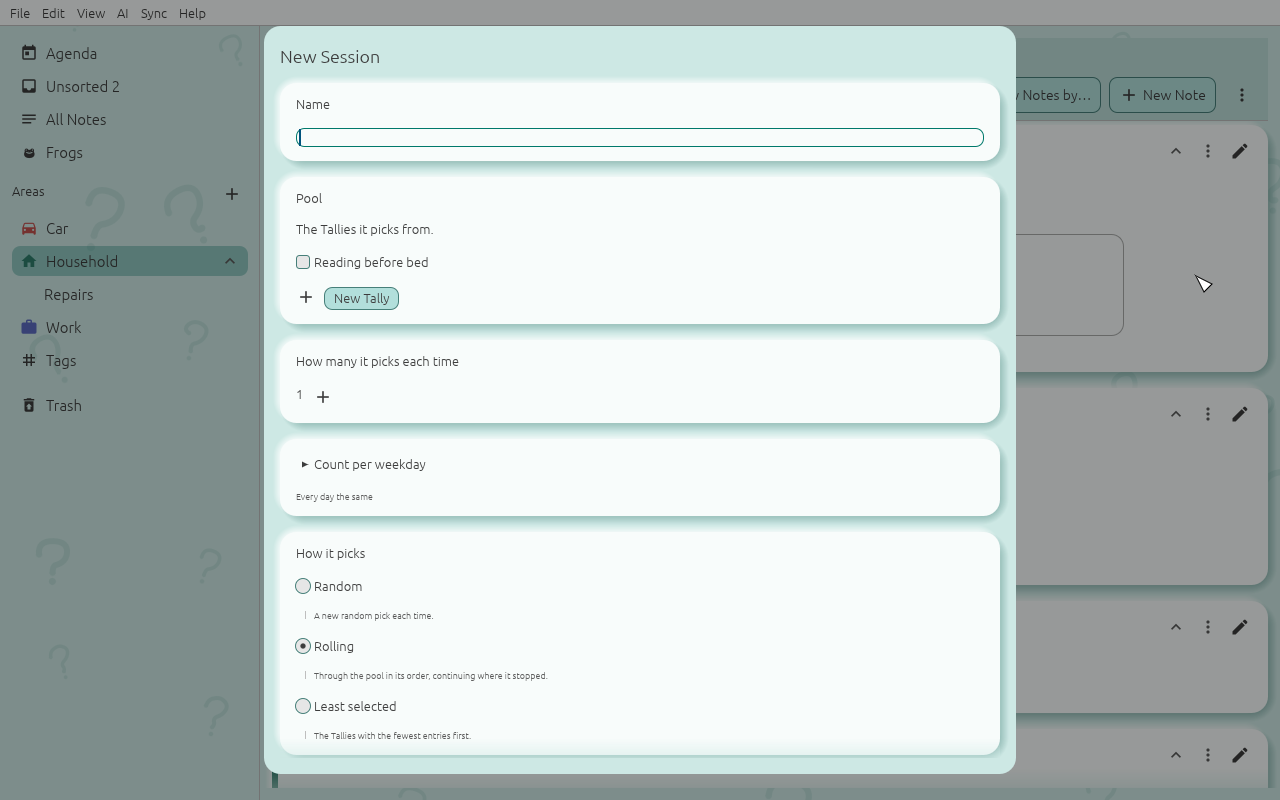 File Edit View AI Sync Help
Agenda
Unsorted 2
All Notes
Frogs
Areas
Car
Household
Repairs
Work
Tags
Trash
Notes by...
New Note
New Session
Name
Pool
The Tallies it picks from.
Reading before bed
New Tally
How many it picks each time
1
Count per weekday
Every day the same
How it picks
Random
A new random pick each time.
Rolling
Through the pool in its order, continuing where it stopped.
Least selected
The Tallies with the fewest entries first.